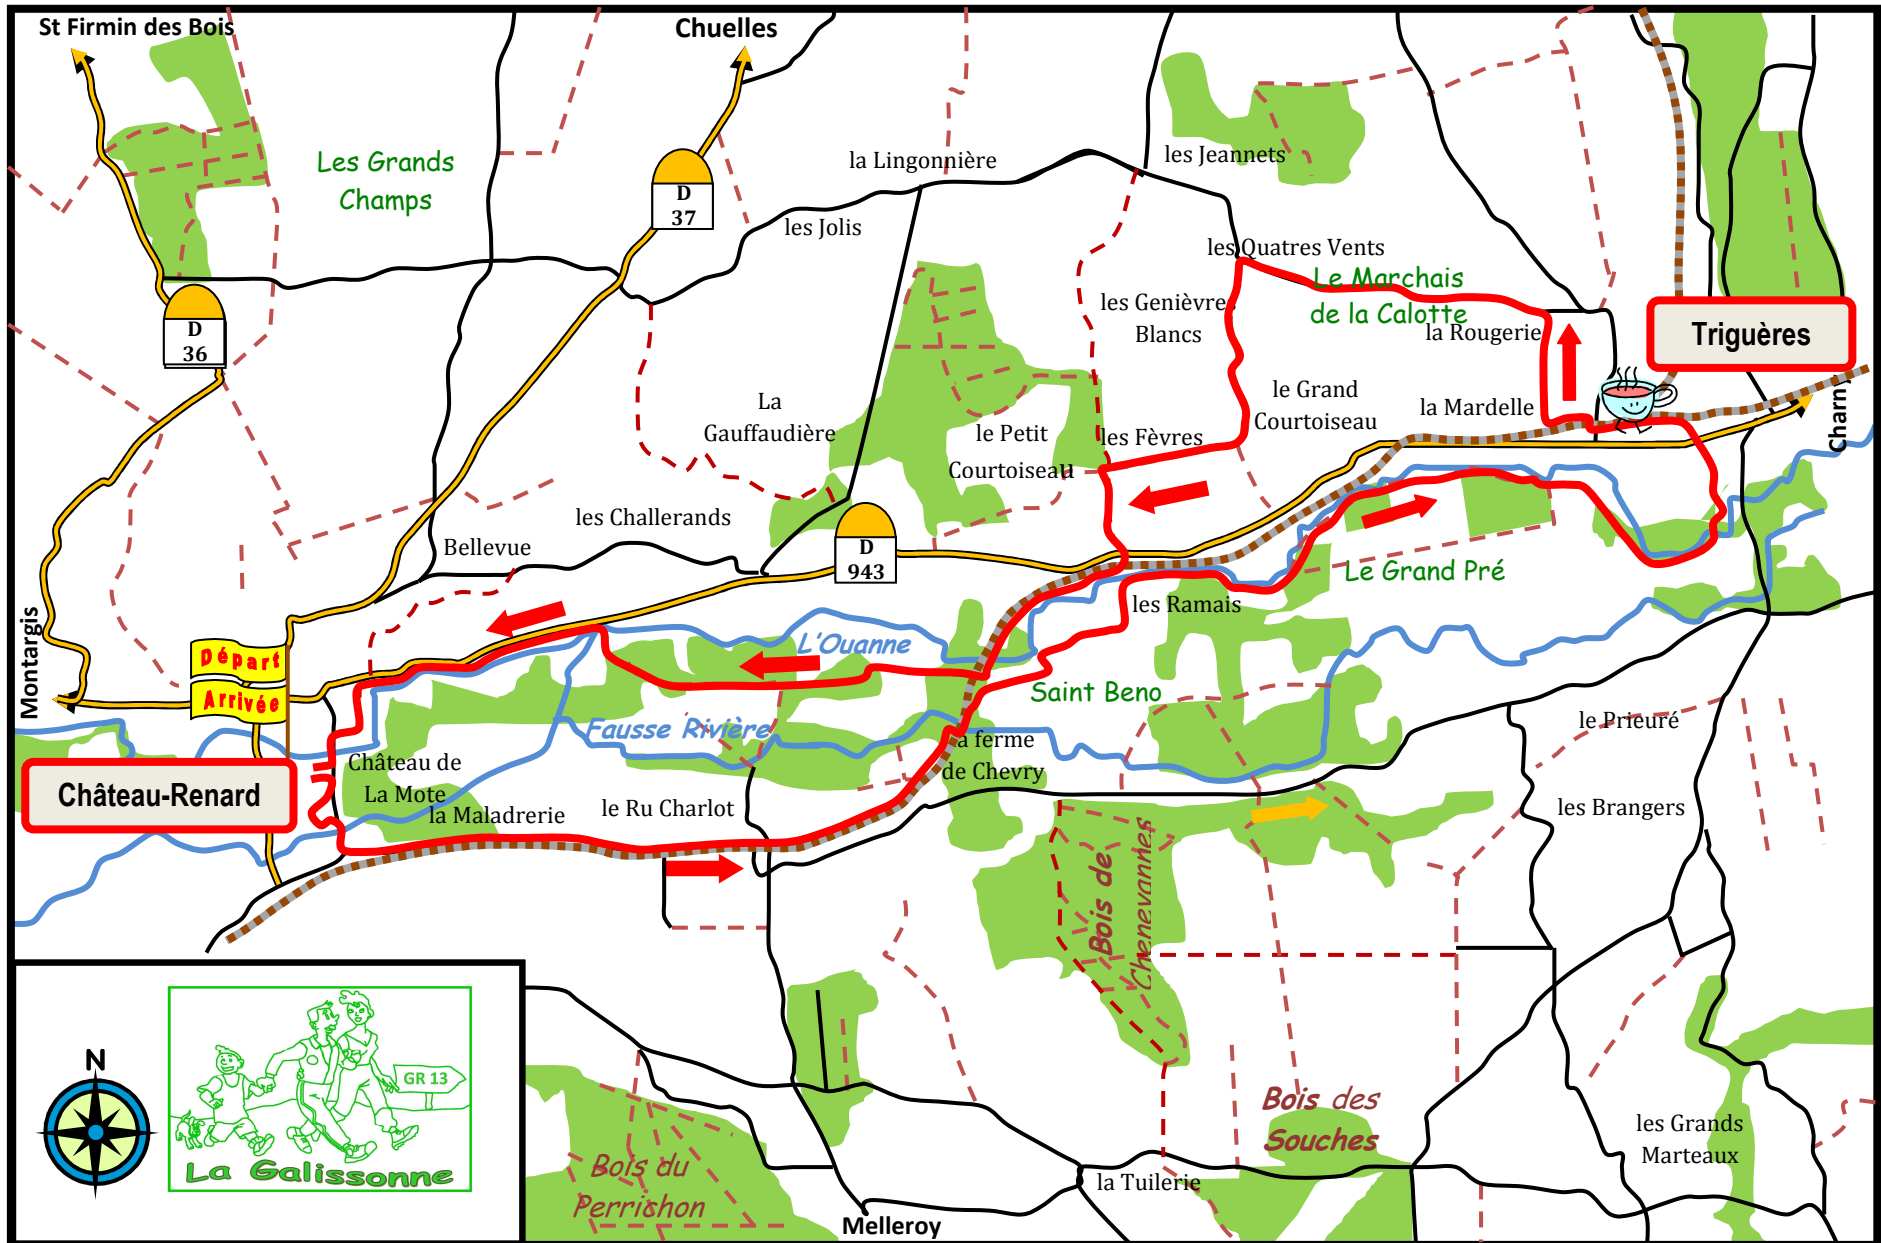 St Firmin des Bois
Chuelles
Les Grands
Champs
la Lingonnière
les Jeannets
D
37
les Jolis
les Quatres Vents
Le Marchais
de la Calotte
les Genièvres
Blancs
la Rougerie
Triguères
D
36
La
Gauffaudière
le Petit
Courtoiseau
les Fèvres
le Grand
Courtoiseau
la Mardelle
Charny
les Challerands
Bellevue
D
943
Le Grand Pré
les Ramais
Montargis
Départ
Arrivée
L'Ouanne
Saint Beno
Fausse Rivière
le Prieuré
a ferme
de Chevry
Château de
La Mote
Château-Renard
la Maladrerie
le Ru Charlot
les Brangers
Bois de
Chenevannes
N
GR 13
La Galissonne
Bois des
Souches
les Grands
Marteaux
Bois du
Perrichon
la Tuilerie
Melleroy